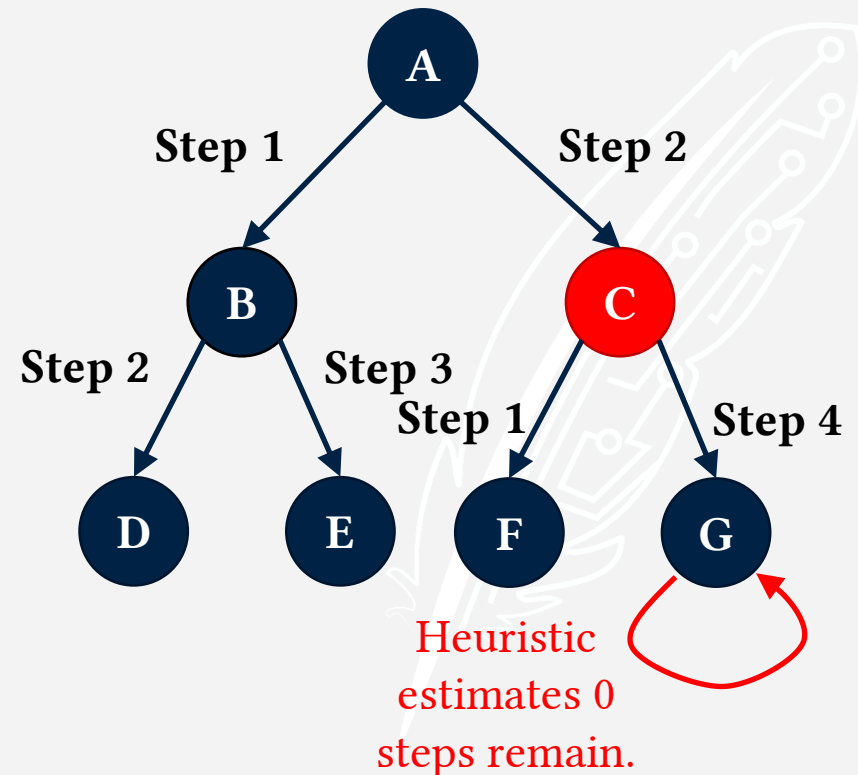 A
Step 1
Step 2
B
C
Step 2
Step 3
Step 1
Step 4
D
E
F
G
Heuristic
estimates 0
steps remain.